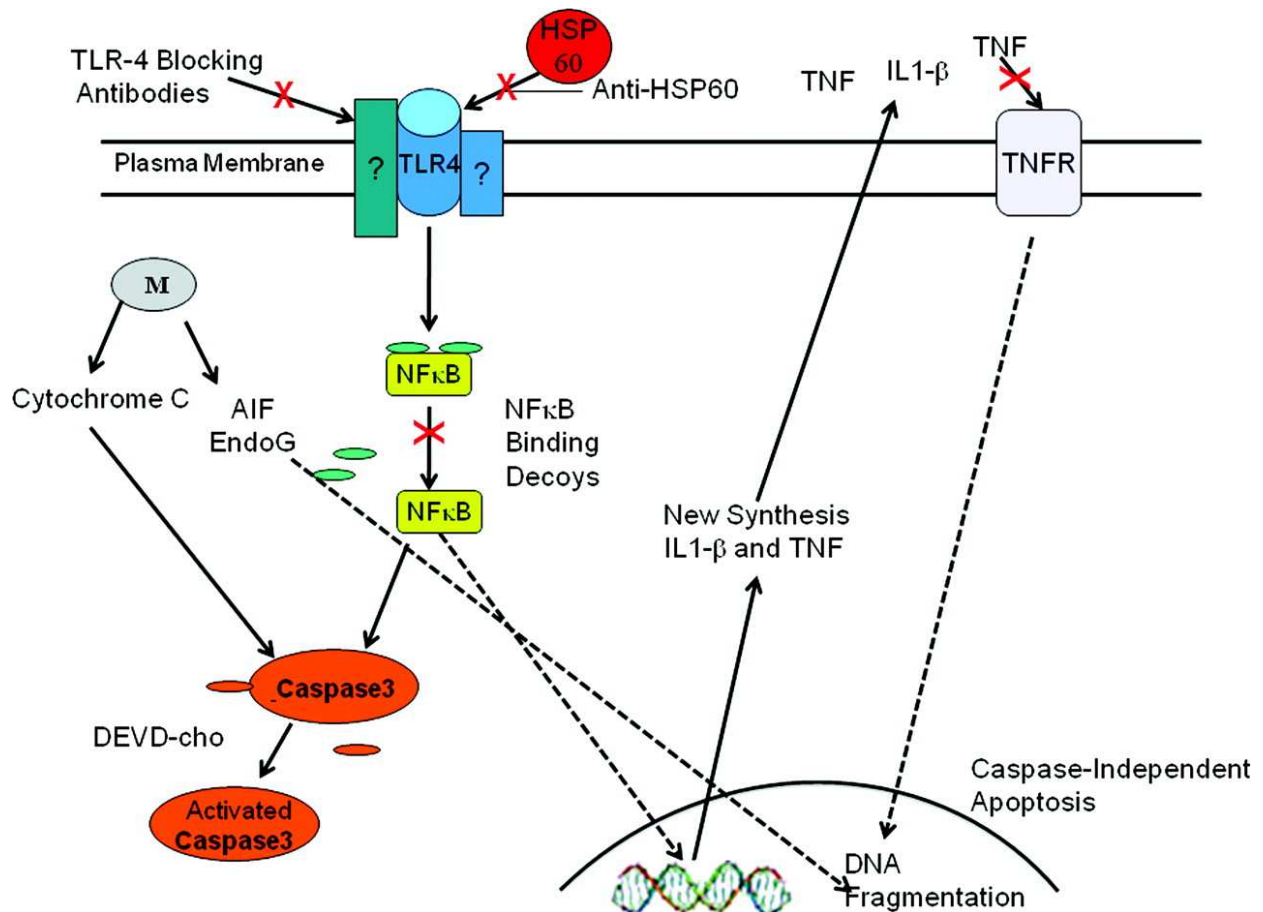 HSP
60
TLR-4 Blocking
Antibodies
Anti-HSP60
TNF
IL1-β
TNF
Plasma Membrane
?
TLR4
?
TNFR
M
NFκB
Cytochrome C
AIF
EndoG
NFκB
Binding
Decoys
NFκB
New Synthesis
IL1-β and TNF
Caspase3
DEVD-cho
Activated
Caspase3
Caspase-Independent
Apoptosis
DNA
Fragmentation